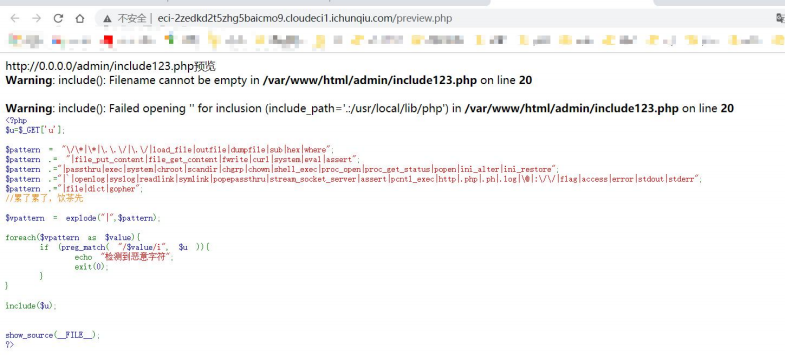 不安全 | eci-2zedkd2t5zhg5baicmo9.cloudeci1.ichunqiu.com/preview.php
http://0.0.0.0/admin/include123.php预览
Warning: include(): Filename cannot be empty in /var/www/html/admin/include123.php on line 20
Warning: include(): Failed opening '' for inclusion (include_path='.:/usr/local/lib/php') in /var/www/html/admin/include123.php on line 20
<?php
$u=$_GET['u'];
$pattern = "\/\*|\*|\.\.\/|\.\/|load_file|outfile|dumpfile|sub|hex|where";
$pattern .= "|file_put_content|file_get_content|fwrite|curl|system|eval|assert";
$pattern .="|passthru|exec|system|chroot|scandir|chgrp|chown|shell_exec|proc_open|proc_get_status|popen|ini_alter|ini_restore";
$pattern .="|`|openlog|syslog|readlink|symlink|popepassthru|stream_socket_server|assert|pcntl_exec|http|.php|.ph|.log|\@|:\/\/|flag|access|error|stdout|stderr";
$pattern .="|file|dict|gopher";
//累了累了，饮茶先
$vpattern = explode("|",$pattern);
foreach($vpattern as $value){
if (preg_match( "/$value/i", $u )){
echo "检测到恶意字符";
exit(0);
}
}
include($u);
show_source(__FILE__);
?>